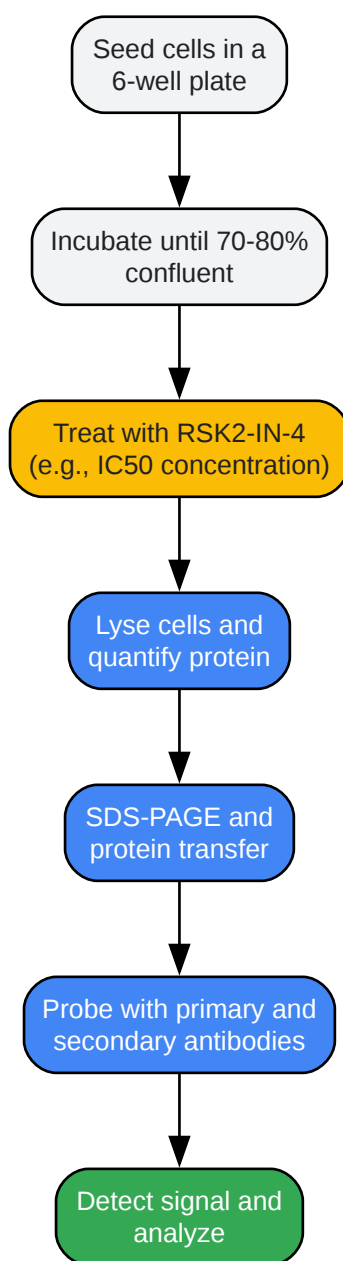 Seed cells in a
6-well plate
Incubate until 70-80%
confluent
Treat with RSK2-IN-4
(e.g., IC50 concentration)
Lyse cells and
quantify protein
SDS-PAGE and
protein transfer
Probe with primary and
secondary antibodies
Detect signal and
analyze